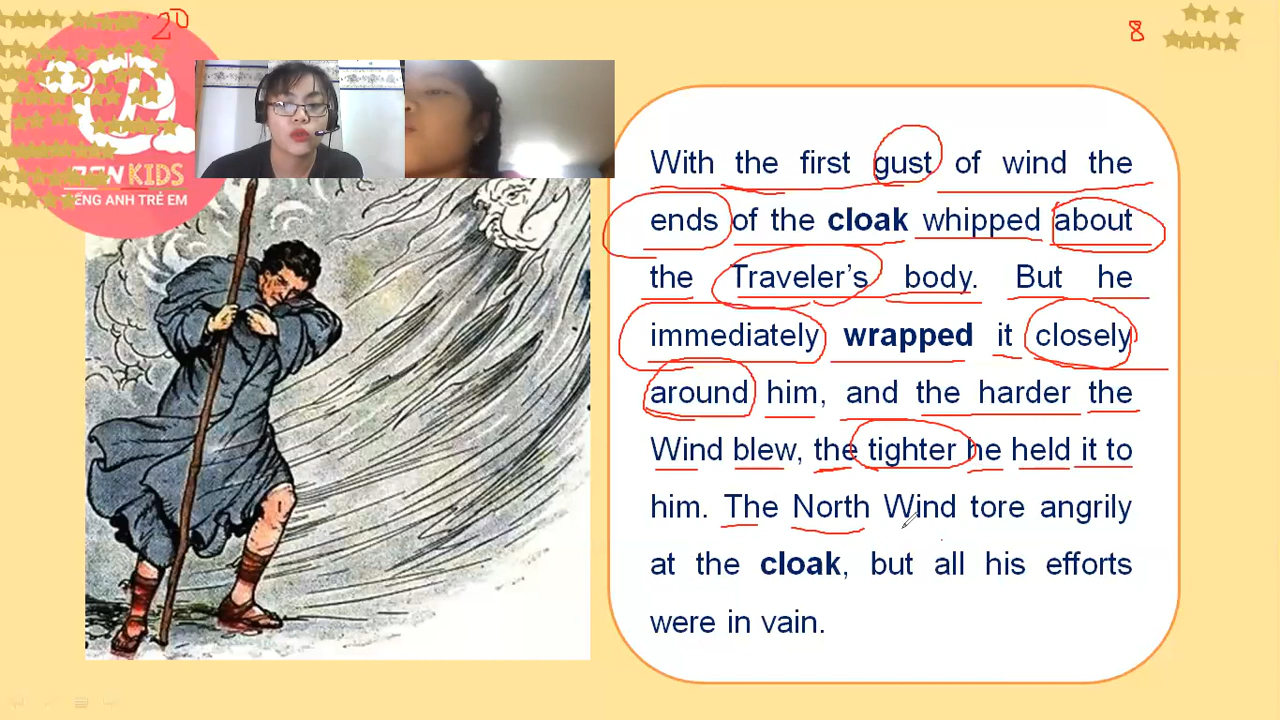 20
8
KIDS
TIẾNG ANH TRẺ EM
With the first gust of wind the
ends of the cloak whipped about
the Traveler's body. But he
immediately wrapped it closely
around him, and the harder the
Wind blew, the tighter he held it to
him. The North Wind tore angrily
at the cloak, but all his efforts
were in vain.